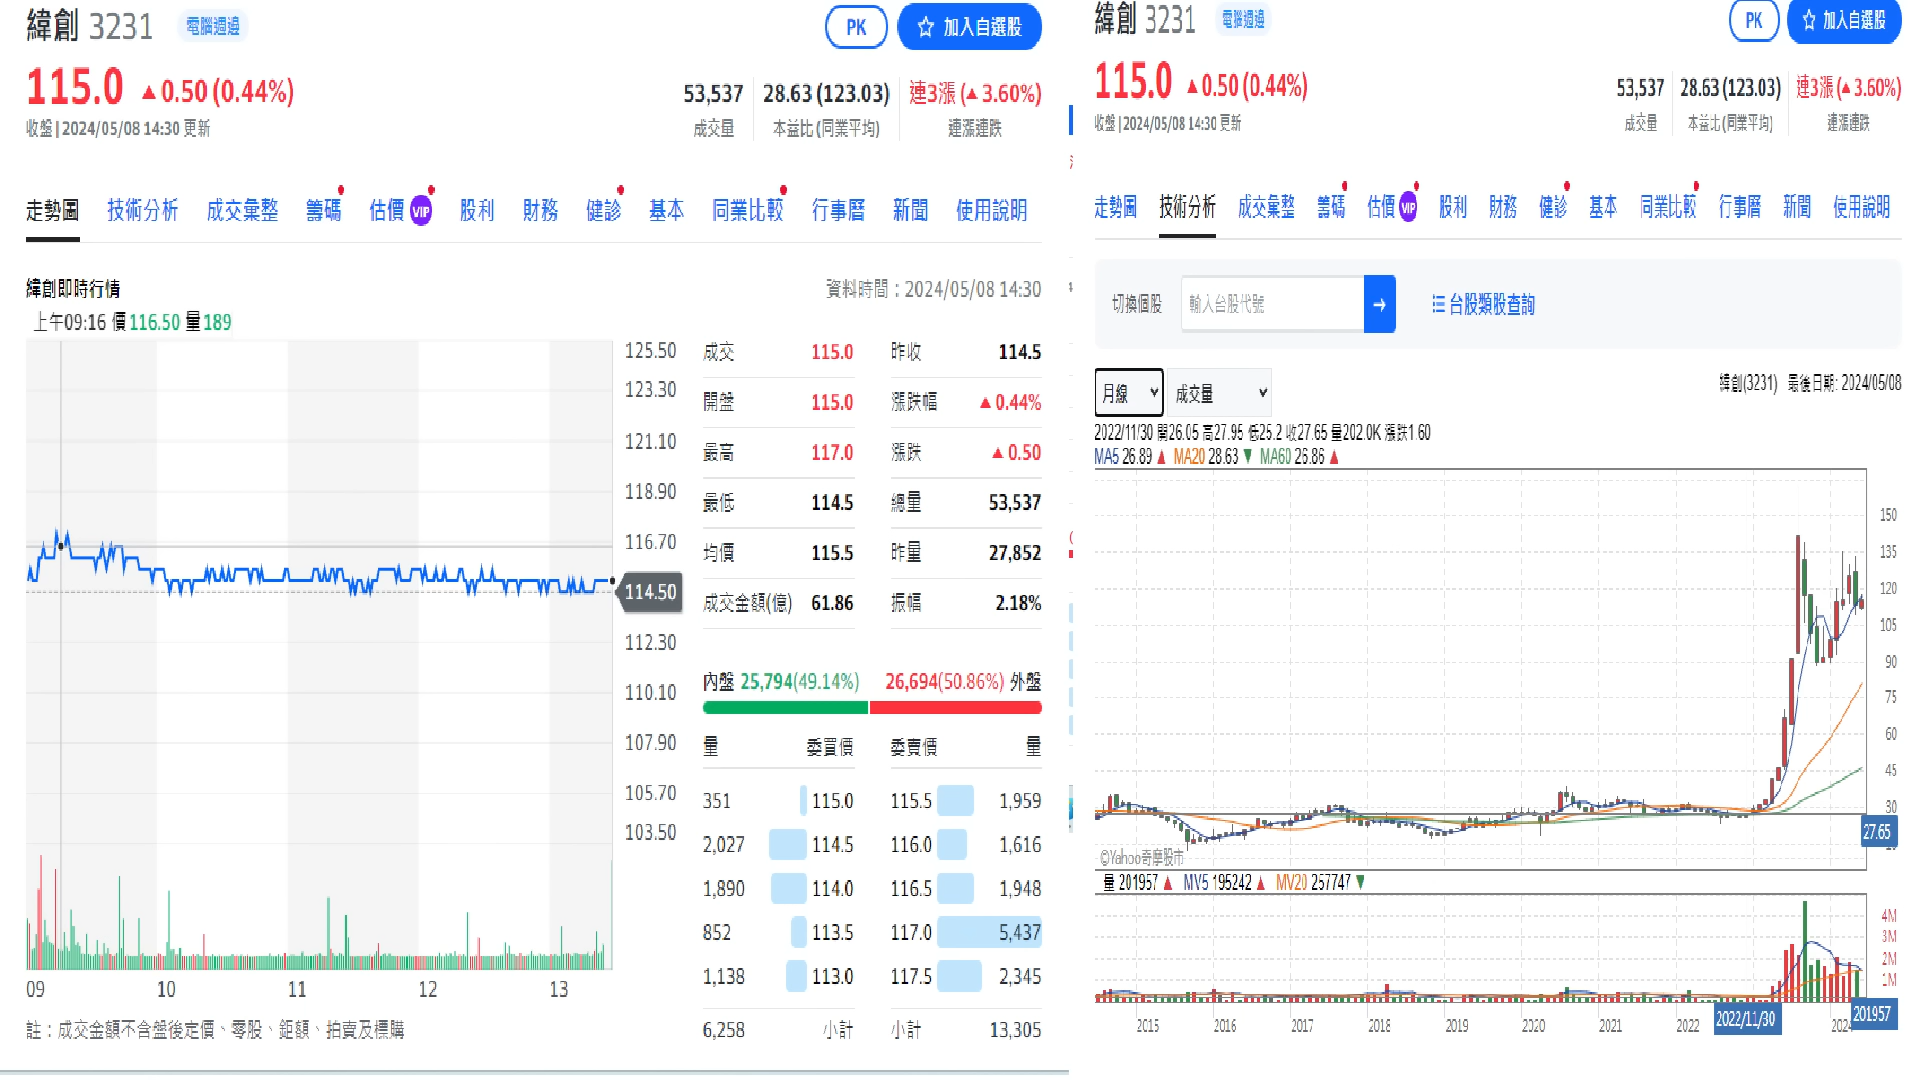 緯創 3231 電腦週邊 PK 加入自選股
115.0 ▲0.50 (0.44%)
收盤 | 2024/05/08 14:30 更新
53,537 28.63 (123.03) 連3漲 (▲3.60%)
成交量 本益比 (同業平均) 連漲連跌
走勢圖 技術分析 成交彙整 籌碼 估價 VIP 股利 財務 健診 基本 同業比較 行事曆 新聞 使用說明
緯創即時行情 資料時間：2024/05/08 14:30
上午09:16 價 116.50 量 189
125.50
123.30
121.10
118.90
116.70
114.50
112.30
110.10
107.90
105.70
103.50
09 10 11 12 13
成交 115.0 昨收 114.5
開盤 115.0 漲跌幅 ▲0.44%
最高 117.0 漲跌 ▲0.50
最低 114.5 總量 53,537
均價 115.5 昨量 27,852
成交金額(億) 61.86 振幅 2.18%
內盤 25,794(49.14%) 26,694(50.86%) 外盤
量 委買價 委賣價 量
351 115.0 115.5 1,959
2,027 114.5 116.0 1,616
1,890 114.0 116.5 1,948
852 113.5 117.0 5,437
1,138 113.0 117.5 2,345
6,258 小計 小計 13,305
註：成交金額不含盤後定價、零股、鉅額、拍賣及標購
緯創 3231 電腦週邊 PK 加入自選股
115.0 ▲0.50 (0.44%)
收盤 | 2024/05/08 14:30 更新
53,537 28.63 (123.03) 連3漲 (▲3.60%)
成交量 本益比 (同業平均) 連漲連跌
走勢圖 技術分析 成交彙整 籌碼 估價 VIP 股利 財務 健診 基本 同業比較 行事曆 新聞 使用說明
切換個股 輸入台股代號 → 台股類股查詢
月線 成交量 緯創(3231) 最後日期: 2024/05/08
2022/11/30 開26.05 高27.95 低25.2 收27.65 量202.0K 漲跌1.60
MA5 26.89 ▲ MA20 28.63 ▼ MA60 26.86 ▲
150
135
120
105
90
75
60
45
30
27.65
©Yahoo奇摩股市
量 201957 ▲ MV5 195242 ▲ MV20 257747 ▼
4M
3M
2M
1M
201957
2015 2016 2017 2018 2019 2020 2021 2022 2022/11/30 2024